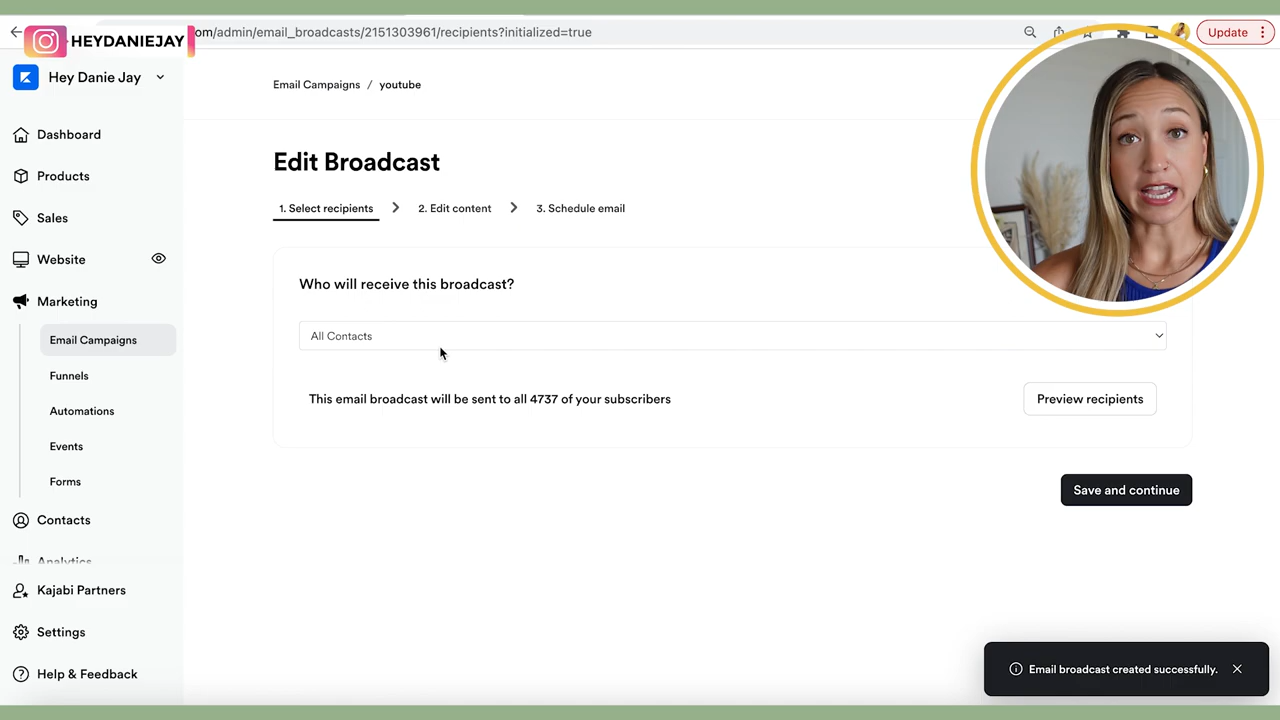 om/admin/email_broadcasts/2151303961/recipients?initialized=true
Update
HEYDANIEJAY
Hey Danie Jay
Email Campaigns / youtube
Dashboard
Products
Sales
Website
Marketing
Email Campaigns
Funnels
Automations
Events
Forms
Contacts
Analytics
Kajabi Partners
Settings
Help & Feedback
Edit Broadcast
1. Select recipients > 2. Edit content > 3. Schedule email
Who will receive this broadcast?
All Contacts
This email broadcast will be sent to all 4737 of your subscribers
Preview recipients
Save and continue
Email broadcast created successfully.